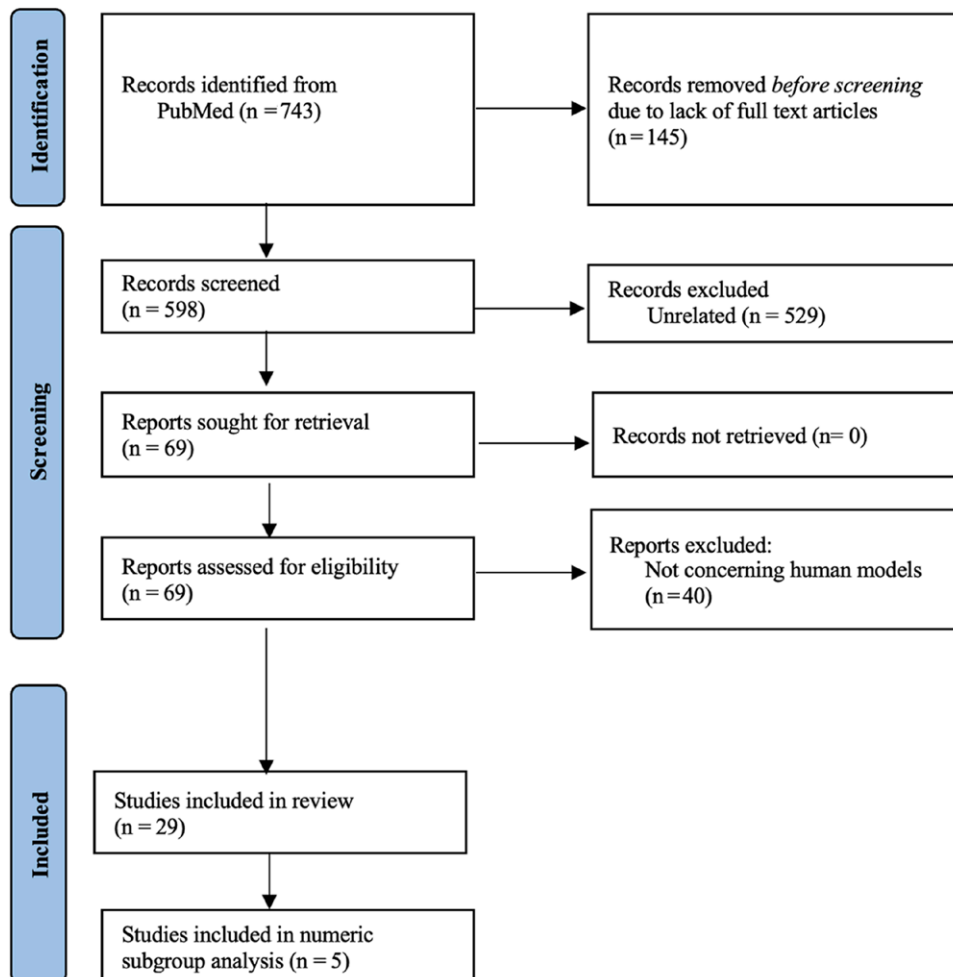 Identification
Records identified from
PubMed (n = 743)
Records removed before screening
due to lack of full text articles
(n = 145)
Screening
Records screened
(n = 598)
Records excluded
Unrelated (n = 529)
Reports sought for retrieval
(n = 69)
Records not retrieved (n= 0)
Reports assessed for eligibility
(n = 69)
Reports excluded:
Not concerning human models
(n = 40)
Included
Studies included in review
(n = 29)
Studies included in numeric
subgroup analysis (n = 5)